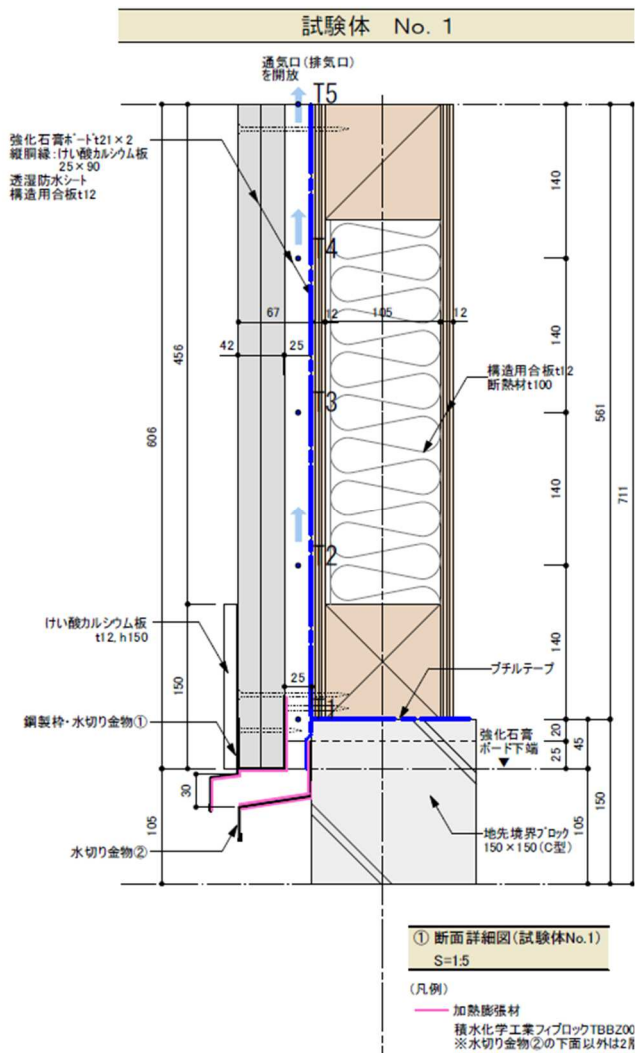 試験体 No. 1
通気口(排気口)
を開放
T5
強化石膏ボードt21×2
縦胴縁:けい酸カルシウム板
25×90
透湿防水シート
構造用合板t12
140
T4
67
12
105
12
42
25
140
456
構造用合板t12
断熱材t100
T3
561
606
140
711
140
T2
けい酸カルシウム板
t12, h150
140
25
ブチルテープ
150
鋼製枠・水切り金物①
強化石膏
ボード下端
20
25
45
30
150
105
水切り金物②
地先境界ブロック
150×150(C型)
105
① 断面詳細図(試験体No.1)
S=1:5
(凡例)
加熱膨張材
積水化学工業フィブロックTBBZ00
※水切り金物②の下面以外は2